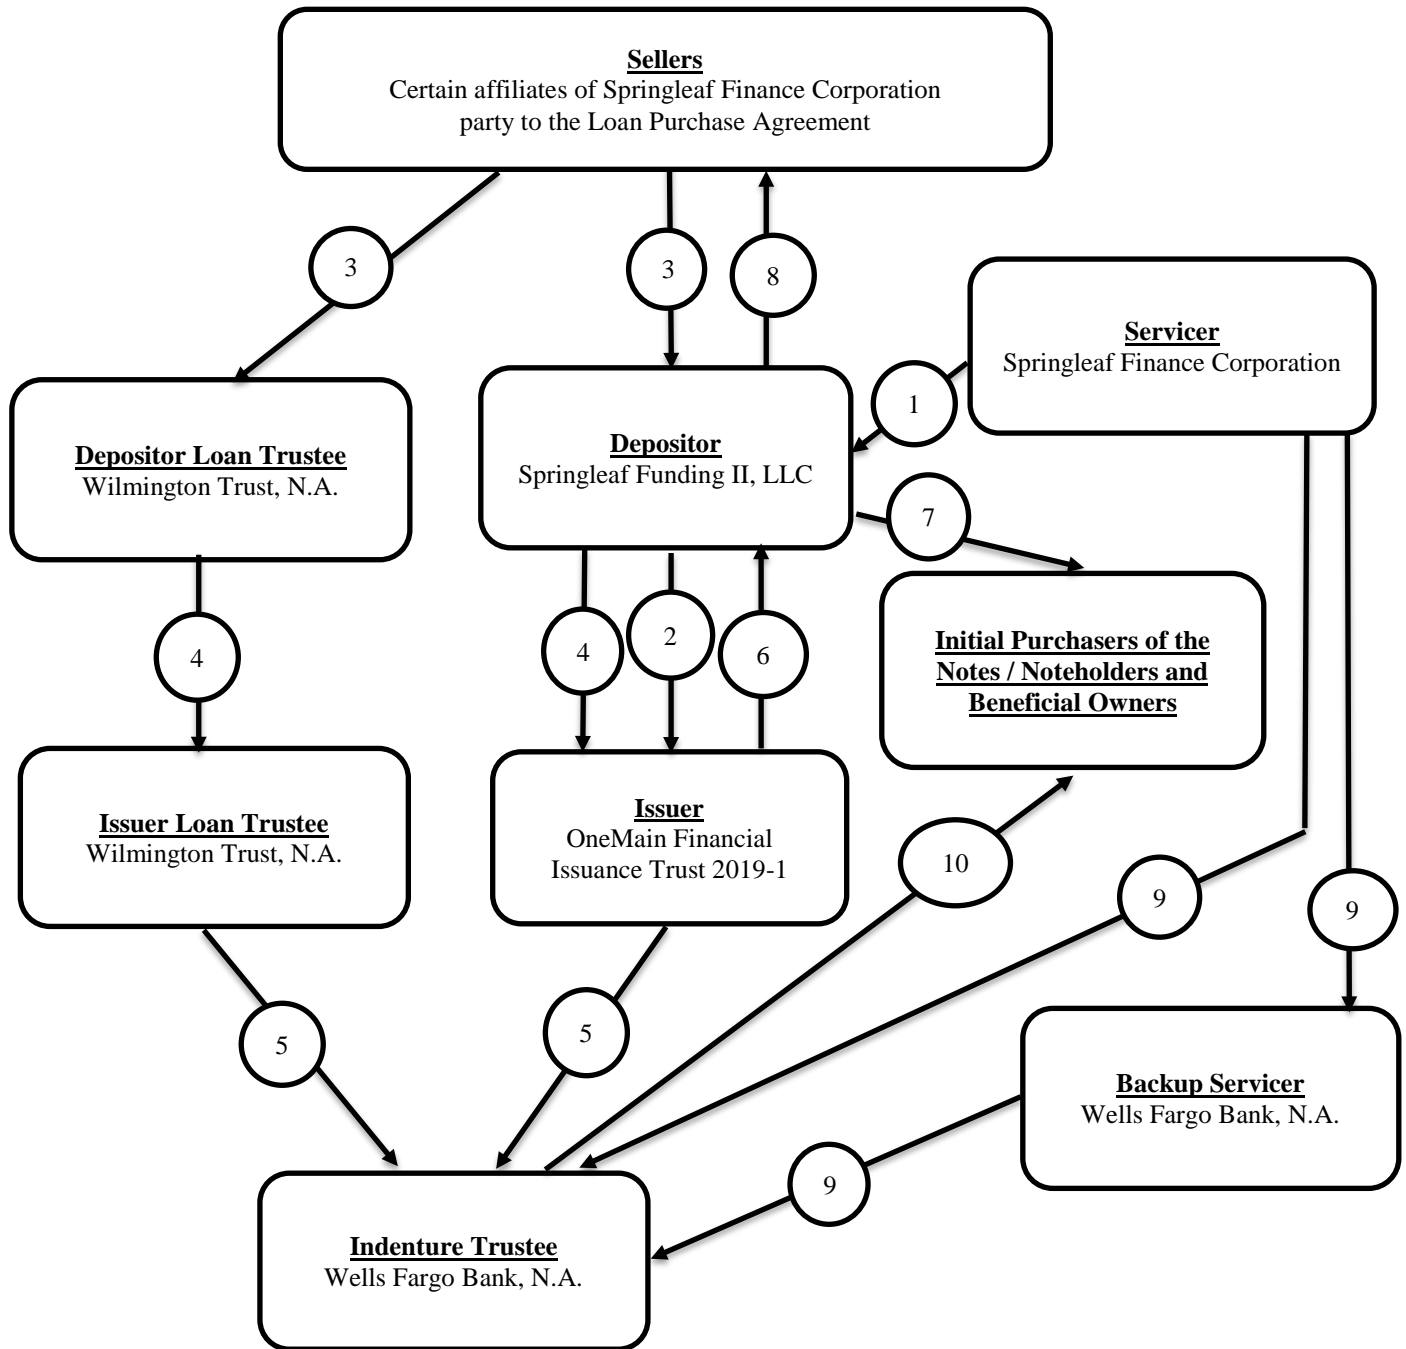 Sellers
Certain affiliates of Springleaf Finance Corporation
party to the Loan Purchase Agreement
3
3
8
Servicer
Springleaf Finance Corporation
1
Depositor Loan Trustee
Wilmington Trust, N.A.
Depositor
Springleaf Funding II, LLC
7
4
4
2
6
Initial Purchasers of the
Notes / Noteholders and
Beneficial Owners
Issuer Loan Trustee
Wilmington Trust, N.A.
Issuer
OneMain Financial
Issuance Trust 2019-1
10
9
9
5
5
Backup Servicer
Wells Fargo Bank, N.A.
9
Indenture Trustee
Wells Fargo Bank, N.A.